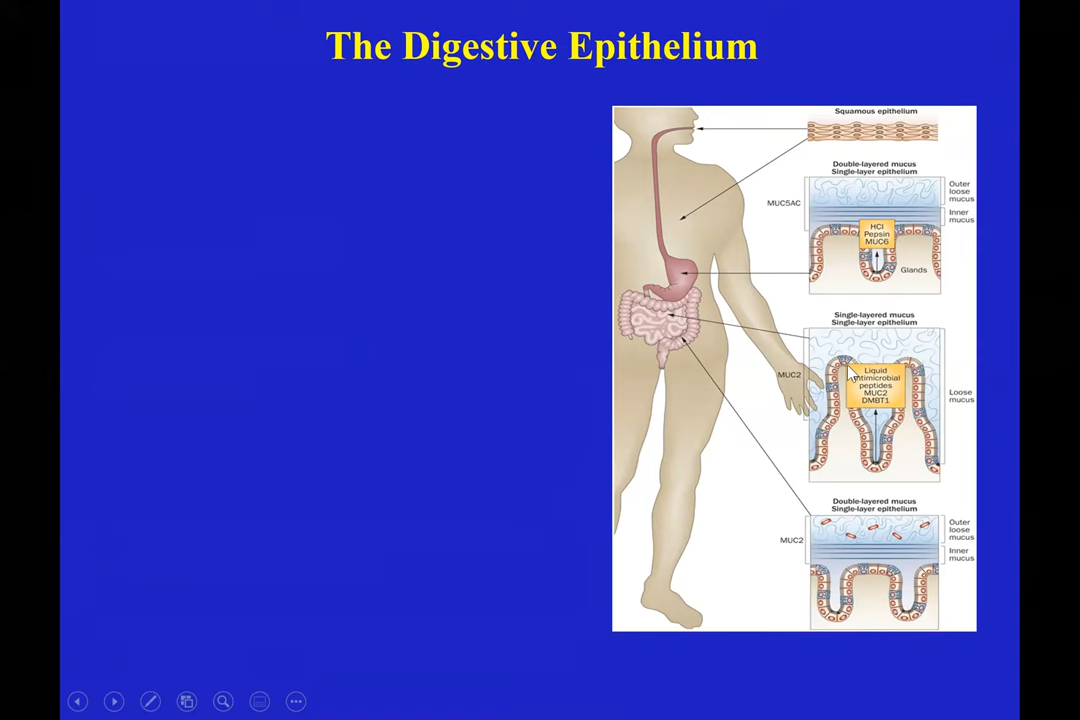 The Digestive Epithelium
Squamous epithelium
Double-layered mucus
Single-layer epithelium
MUC5AC
Outer
loose
mucus
Inner
mucus
HCl
Pepsin
MUC6
Glands
Single-layered mucus
Single-layer epithelium
MUC2
Liquid
ntimicrobial
peptides
MUC2
DMBT1
Loose
mucus
Double-layered mucus
Single-layer epithelium
MUC2
Outer
loose
mucus
Inner
mucus